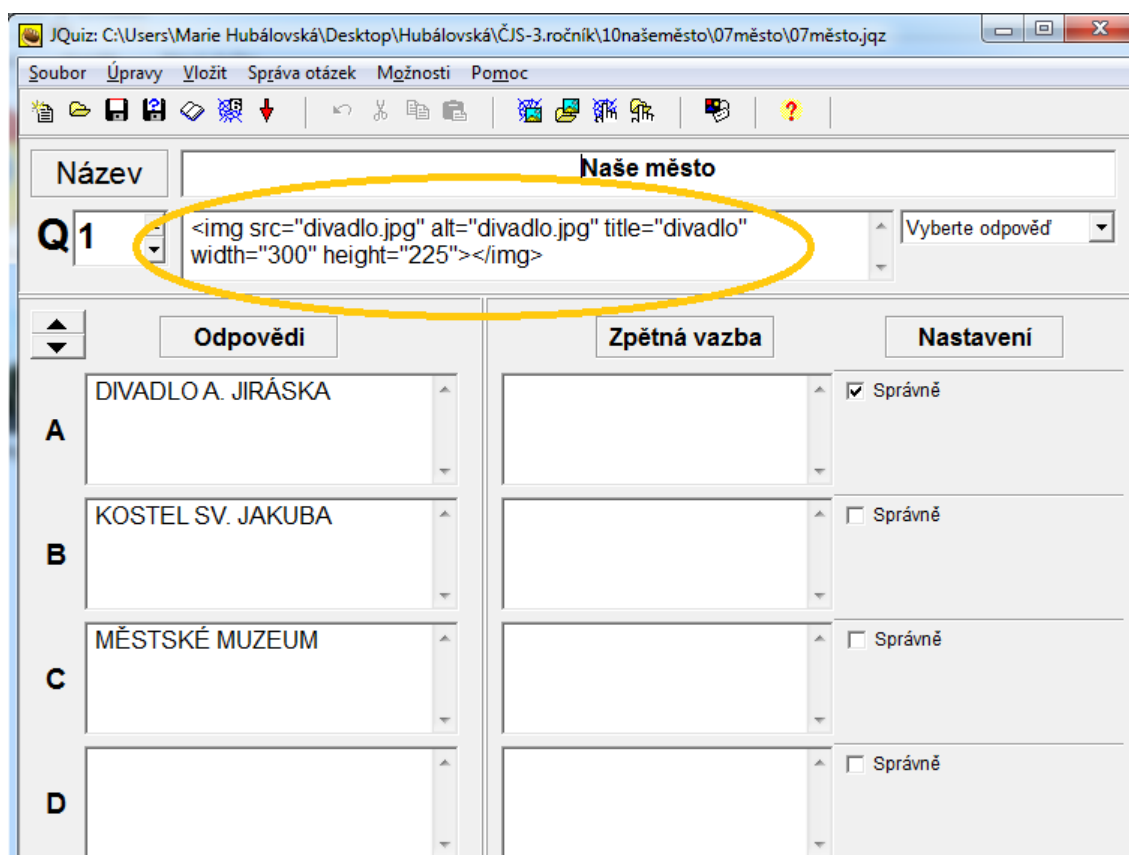 JQuiz: C:\Users\Marie Hubálovská\Desktop\Hubálovská\ČJS-3.ročník\10našeměsto\07město\07město.jqz
Soubor Úpravy Vložit Správa otázek Možnosti Pomoc
Název
Naše město
Q 1
<img src="divadlo.jpg" alt="divadlo.jpg" title="divadlo"
width="300" height="225"></img>
Vyberte odpověď
Odpovědi Zpětná vazba Nastavení
A DIVADLO A. JIRÁSKA Správně
B KOSTEL SV. JAKUBA Správně
C MĚSTSKÉ MUZEUM Správně
D Správně